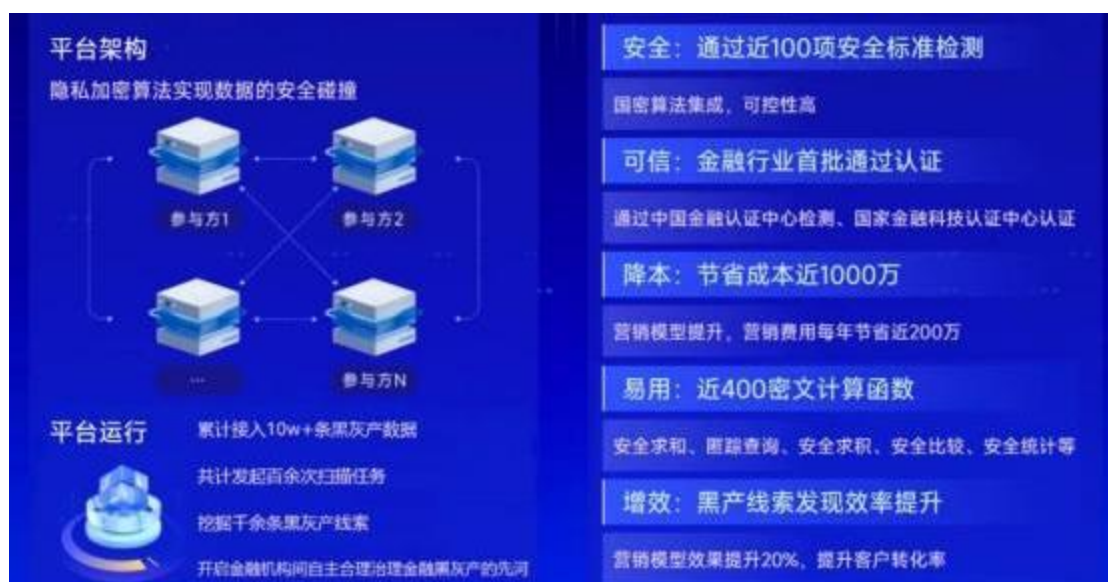 平台架构
隐私加密算法实现数据的安全碰撞
参与方1
参与方2
...
参与方N
平台运行
累计接入10w+条黑灰产数据
共计发起百余次扫描任务
挖掘千余条黑灰产线索
开启金融机构间自主合理治理金融黑灰产的先河
安全：通过近100项安全标准检测
国密算法集成，可控性高
可信：金融行业首批通过认证
通过中国金融认证中心检测、国家金融科技认证中心认证
降本：节省成本近1000万
营销模型提升，营销费用每年节省近200万
易用：近400密文计算函数
安全求和、匿踪查询、安全求积、安全比较、安全统计等
增效：黑产线索发现效率提升
营销模型效果提升20%，提升客户转化率